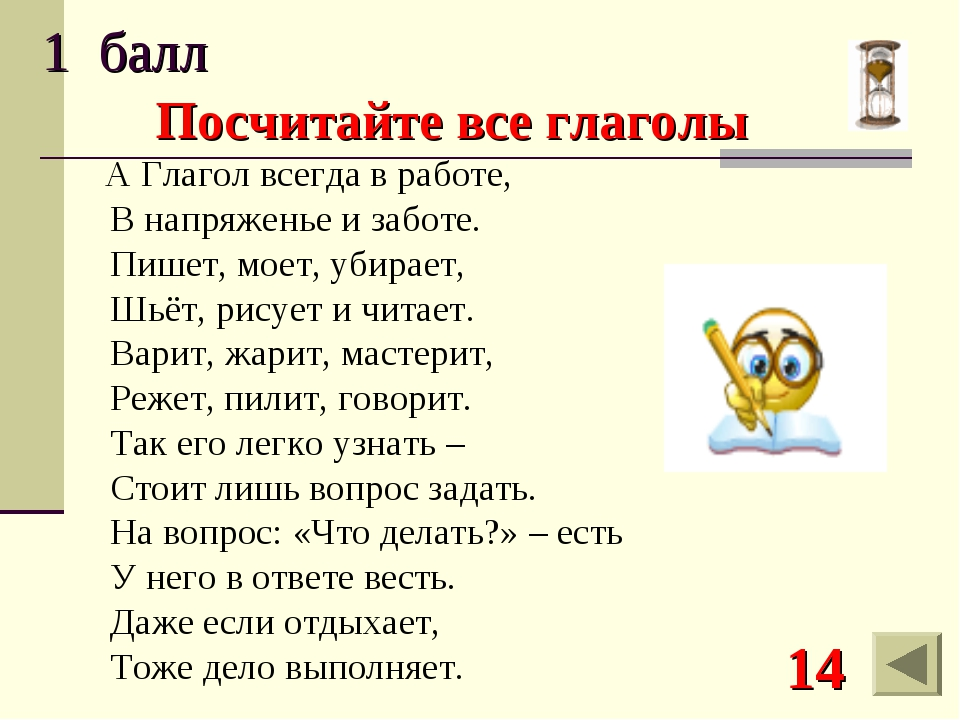 1 балл
Посчитайте все глаголы
А Глагол всегда в работе,
В напряженье и заботе.
Пишет, моет, убирает,
Шьёт, рисует и читает.
Варит, жарит, мастерит,
Режет, пилит, говорит.
Так его легко узнать –
Стоит лишь вопрос задать.
На вопрос: «Что делать?» – есть
У него в ответе весть.
Даже если отдыхает,
Тоже дело выполняет.
14